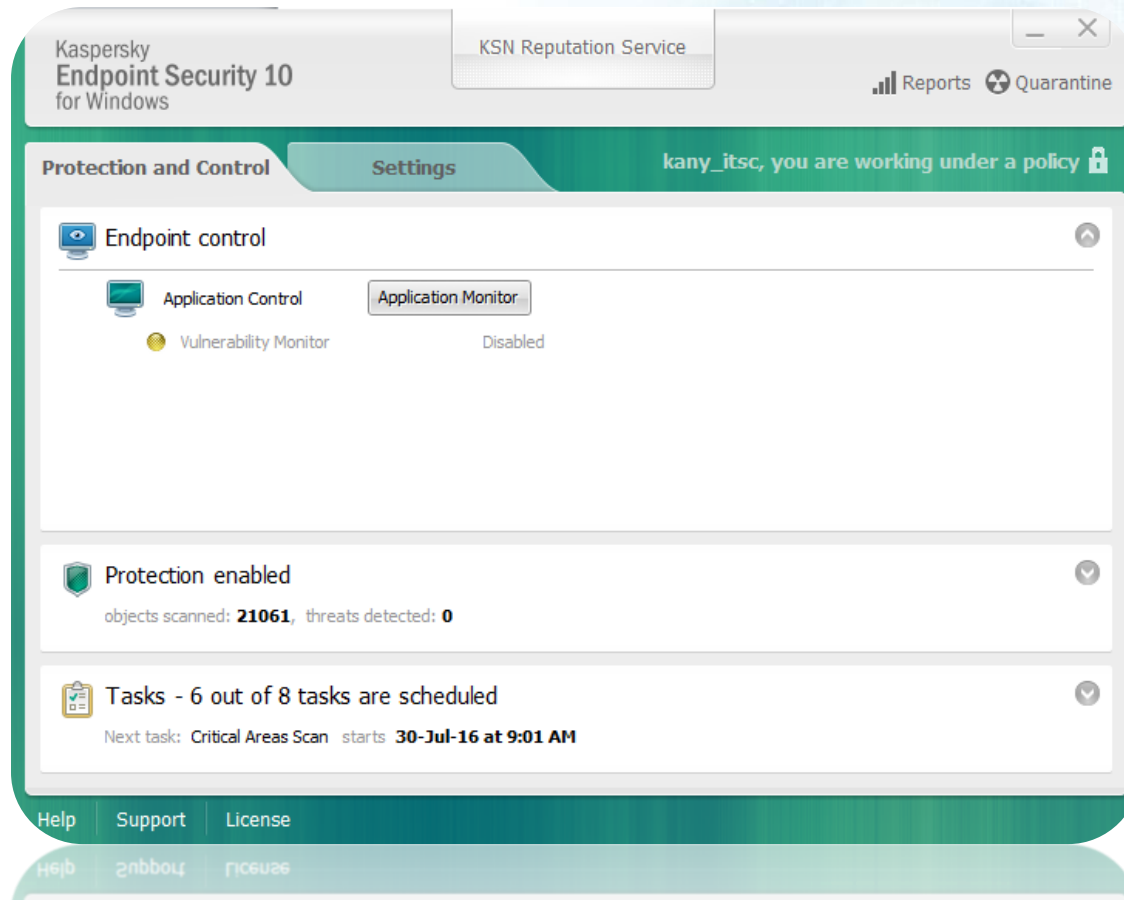 Kaspersky
Endpoint Security 10
for Windows
KSN Reputation Service
Reports
Quarantine
Protection and Control
Settings
kany_itsc, you are working under a policy
Endpoint control
Application Control
Application Monitor
Vulnerability Monitor
Disabled
Protection enabled
objects scanned: 21061, threats detected: 0
Tasks - 6 out of 8 tasks are scheduled
Next task: Critical Areas Scan starts 30-Jul-16 at 9:01 AM
Help
Support
License